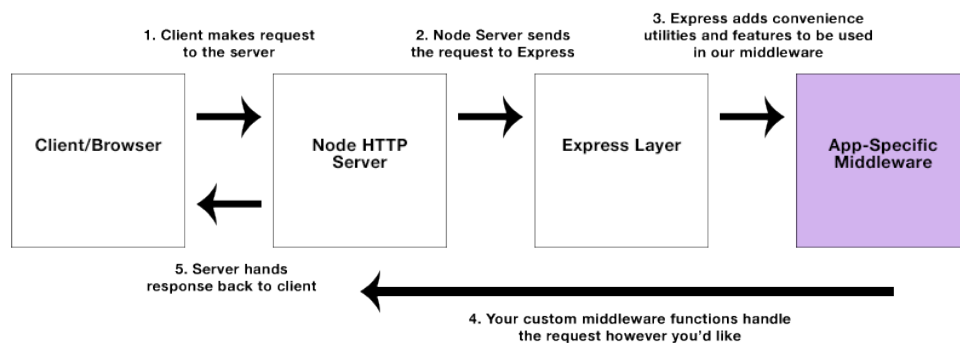 1. Client makes request
to the server
2. Node Server sends
the request to Express
3. Express adds convenience
utilities and features to be used
in our middleware
Client/Browser
Node HTTP
Server
Express Layer
App-Specific
Middleware
5. Server hands
response back to client
4. Your custom middleware functions handle
the request however you'd like